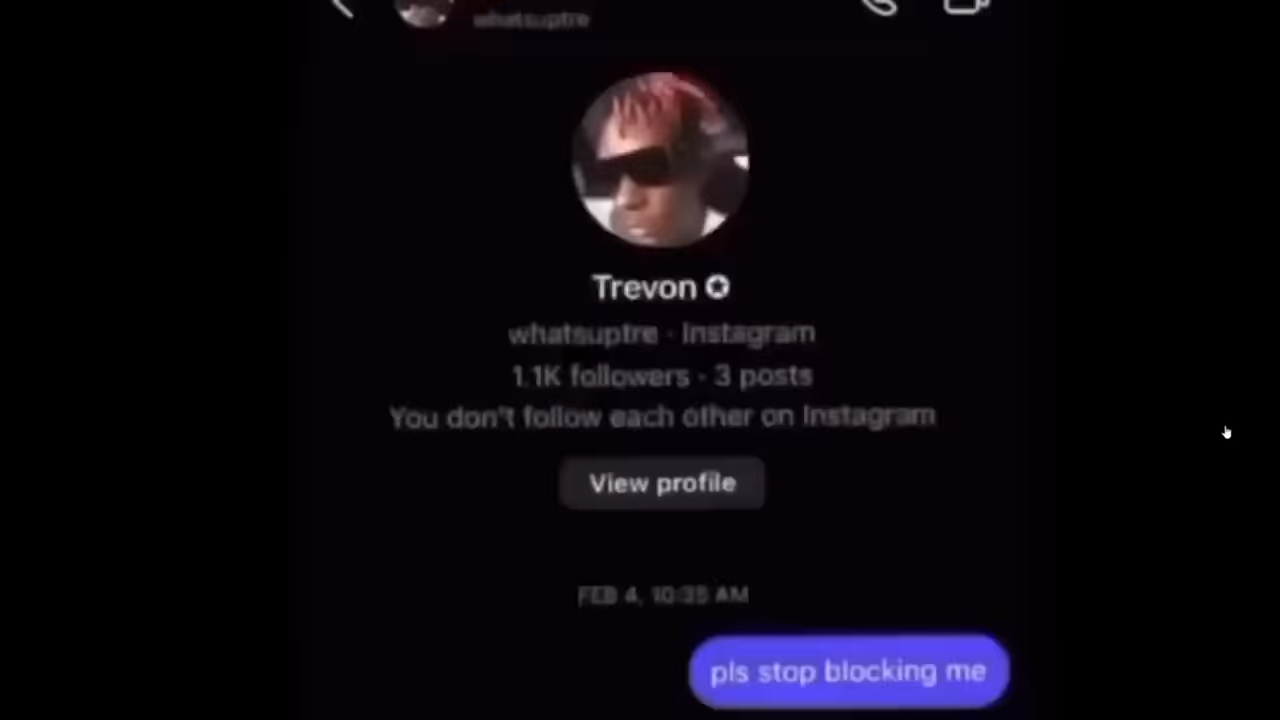 whatsuptre
Trevon
whatsuptre · Instagram
1.1K followers · 3 posts
You don't follow each other on Instagram
View profile
FEB 4, 10:35 AM
pls stop blocking me